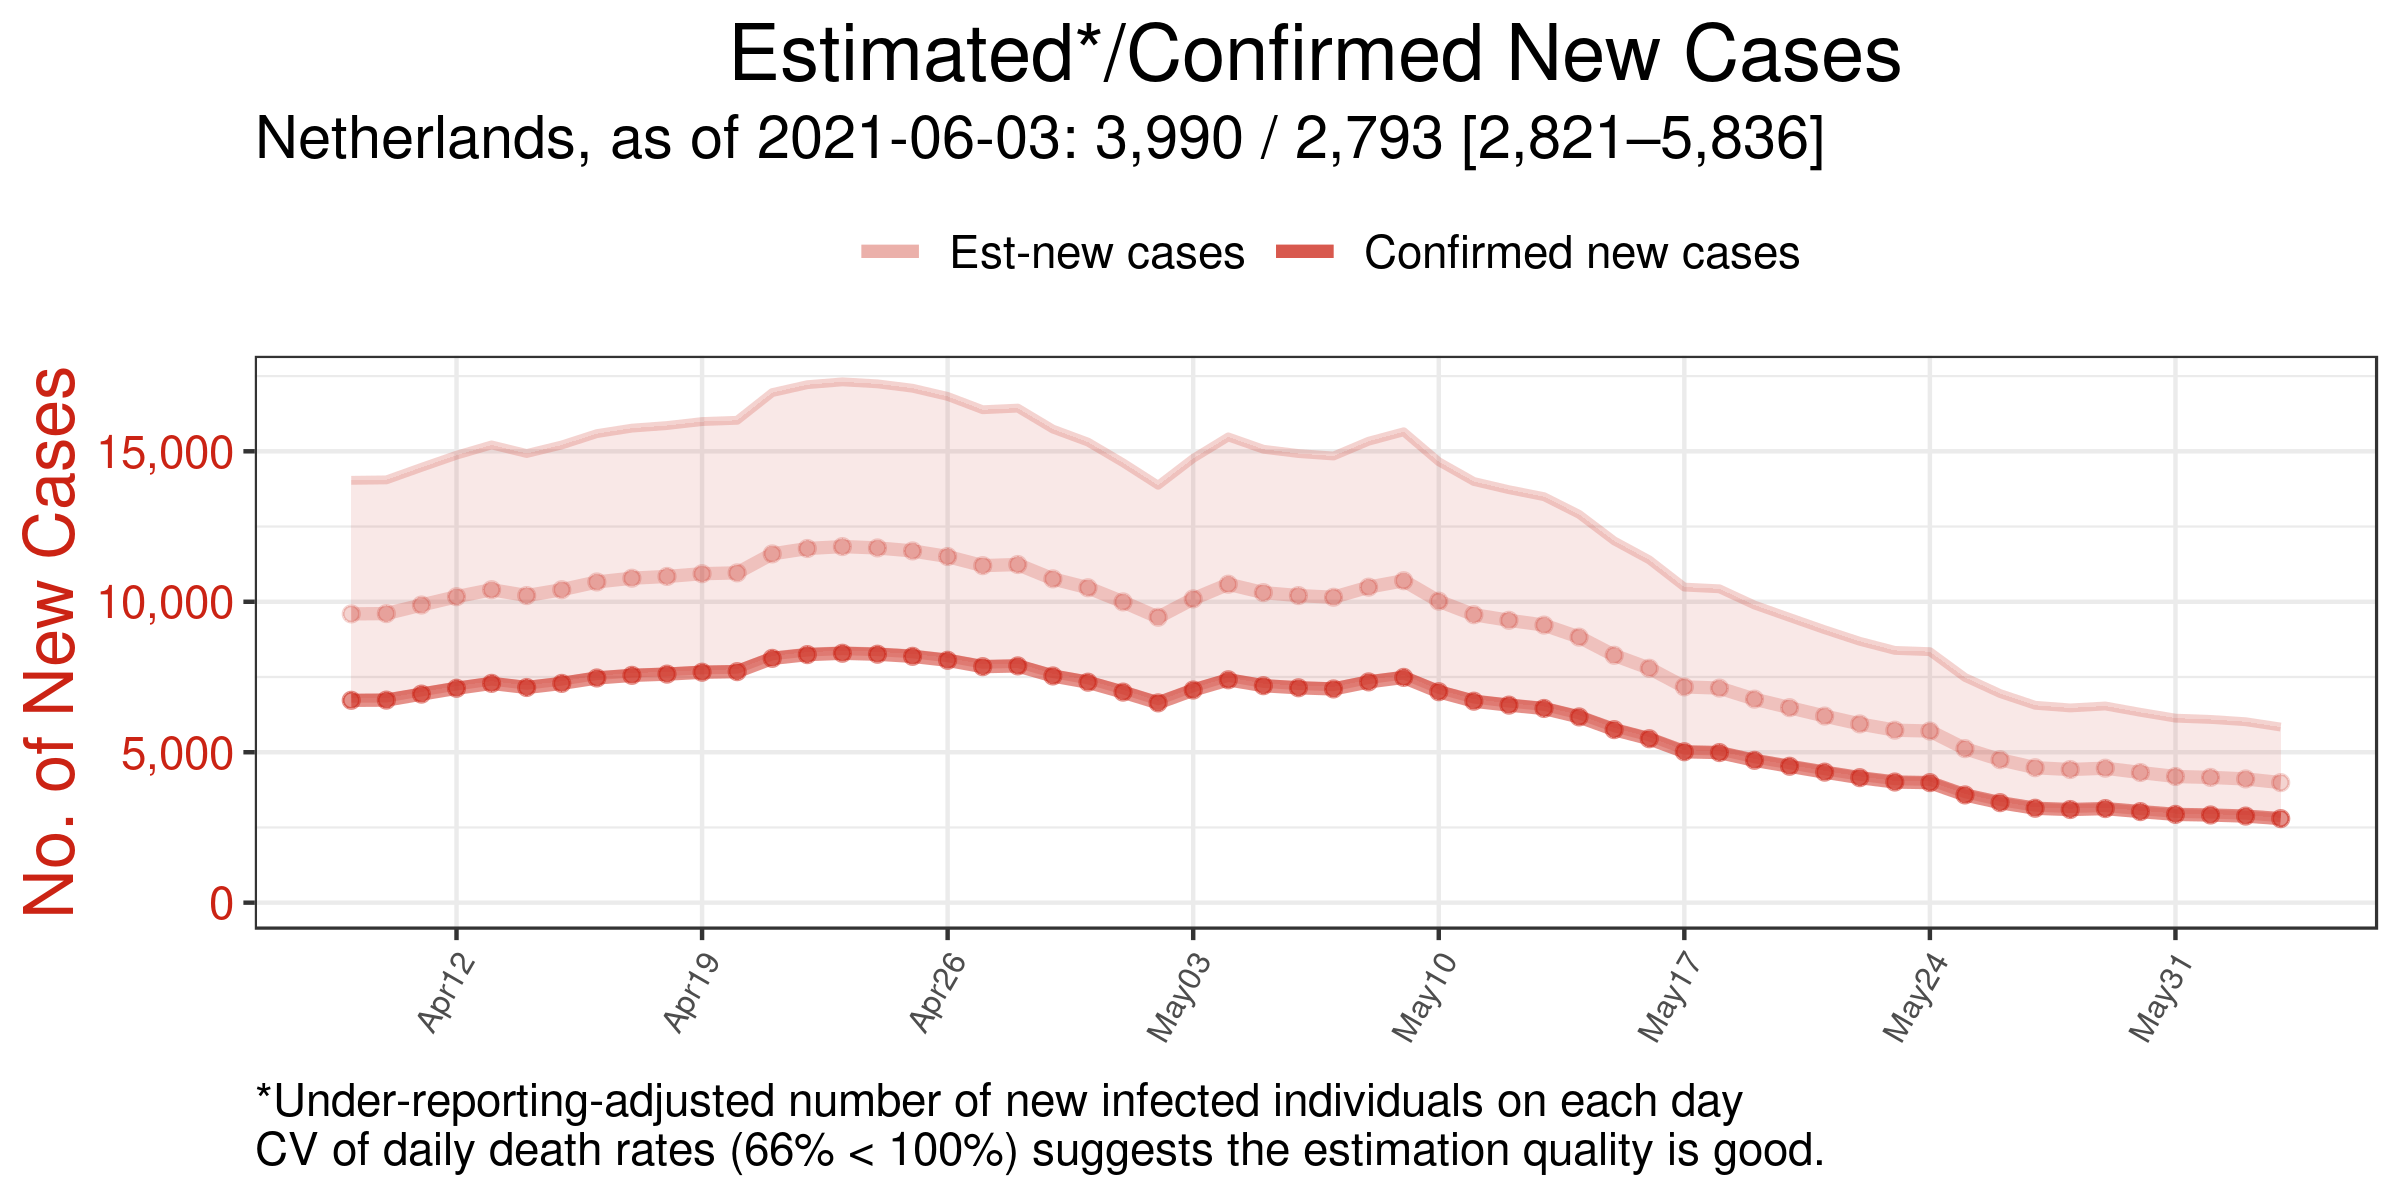 Estimated*/Confirmed New Cases
Netherlands, as of 2021-06-03: 3,990 / 2,793 [2,821–5,836]
Est-new cases
Confirmed new cases
No. of New Cases
15,000
10,000
5,000
0
Apr12
Apr19
Apr26
May03
May10
May17
May24
May31
*Under-reporting-adjusted number of new infected individuals on each day
CV of daily death rates (66% < 100%) suggests the estimation quality is good.